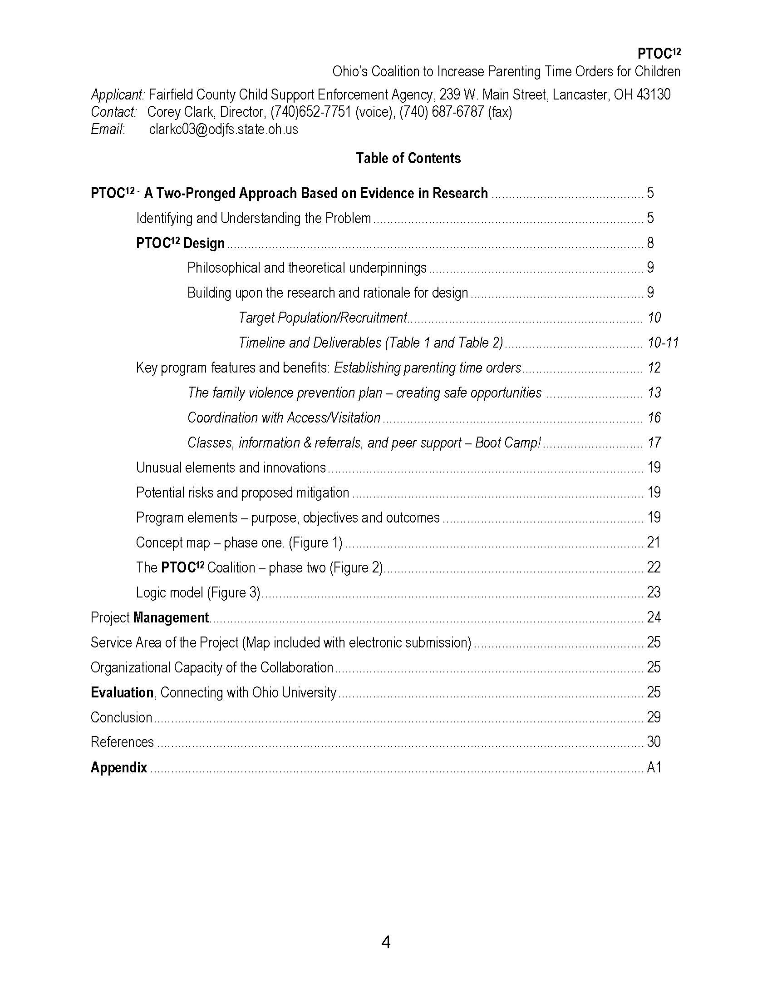 PTOC12
Ohio's Coalition to Increase Parenting Time Orders for Children
Applicant: Fairfield County Child Support Enforcement Agency, 239 W. Main Street, Lancaster, OH 43130
Contact: Corey Clark, Director, (740)652-7751 (voice), (740) 687-6787 (fax)
Email: clarkc03@odjfs.state.oh.us
Table of Contents
PTOC12 - A Two-Pronged Approach Based on Evidence in Research ............ 5
Identifying and Understanding the Problem ............ 5
PTOC12 Design ............ 8
Philosophical and theoretical underpinnings ............ 9
Building upon the research and rationale for design ............ 9
Target Population/Recruitment ............ 10
Timeline and Deliverables (Table 1 and Table 2) ............ 10-11
Key program features and benefits: Establishing parenting time orders ............ 12
The family violence prevention plan – creating safe opportunities ............ 13
Coordination with Access/Visitation ............ 16
Classes, information & referrals, and peer support – Boot Camp! ............ 17
Unusual elements and innovations ............ 19
Potential risks and proposed mitigation ............ 19
Program elements – purpose, objectives and outcomes ............ 19
Concept map – phase one. (Figure 1) ............ 21
The PTOC12 Coalition – phase two (Figure 2) ............ 22
Logic model (Figure 3) ............ 23
Project Management ............ 24
Service Area of the Project (Map included with electronic submission) ............ 25
Organizational Capacity of the Collaboration ............ 25
Evaluation, Connecting with Ohio University ............ 25
Conclusion ............ 29
References ............ 30
Appendix ............ A1
4